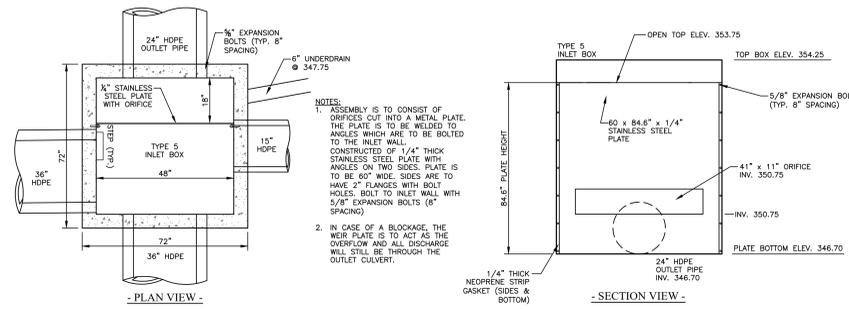 24" HDPE
OUTLET PIPE
⅝" EXPANSION
BOLTS (TYP. 8"
SPACING)
6" UNDERDRAIN
@ 347.75
¼" STAINLESS
STEEL PLATE
WITH ORIFICE
18"
STEP (TYP.)
TYPE 5
INLET BOX
15"
HDPE
36"
HDPE
72"
48"
72"
36" HDPE
- PLAN VIEW -
NOTES:
1. ASSEMBLY IS TO CONSIST OF
ORIFICES CUT INTO A METAL PLATE.
THE PLATE IS TO BE WELDED TO
ANGLES WHICH ARE TO BE BOLTED
TO THE INLET WALL.
CONSTRUCTED OF 1/4" THICK
STAINLESS STEEL PLATE WITH
ANGLES ON TWO SIDES. PLATE IS
TO BE 60" WIDE. SIDES ARE TO
HAVE 2" FLANGES WITH BOLT
HOLES. BOLT TO INLET WALL WITH
5/8" EXPANSION BOLTS (8"
SPACING)
2. IN CASE OF A BLOCKAGE, THE
WEIR PLATE IS TO ACT AS THE
OVERFLOW AND ALL DISCHARGE
WILL STILL BE THROUGH THE
OUTLET CULVERT.
OPEN TOP ELEV. 353.75
TYPE 5
INLET BOX
TOP BOX ELEV. 354.25
5/8" EXPANSION BOL
(TYP. 8" SPACING)
60 x 84.6" x 1/4"
STAINLESS STEEL
PLATE
84.6" PLATE HEIGHT
41" x 11" ORIFICE
INV. 350.75
INV. 350.75
PLATE BOTTOM ELEV. 346.70
24" HDPE
OUTLET PIPE
INV. 346.70
1/4" THICK
NEOPRENE STRIP
GASKET (SIDES &
BOTTOM)
- SECTION VIEW -